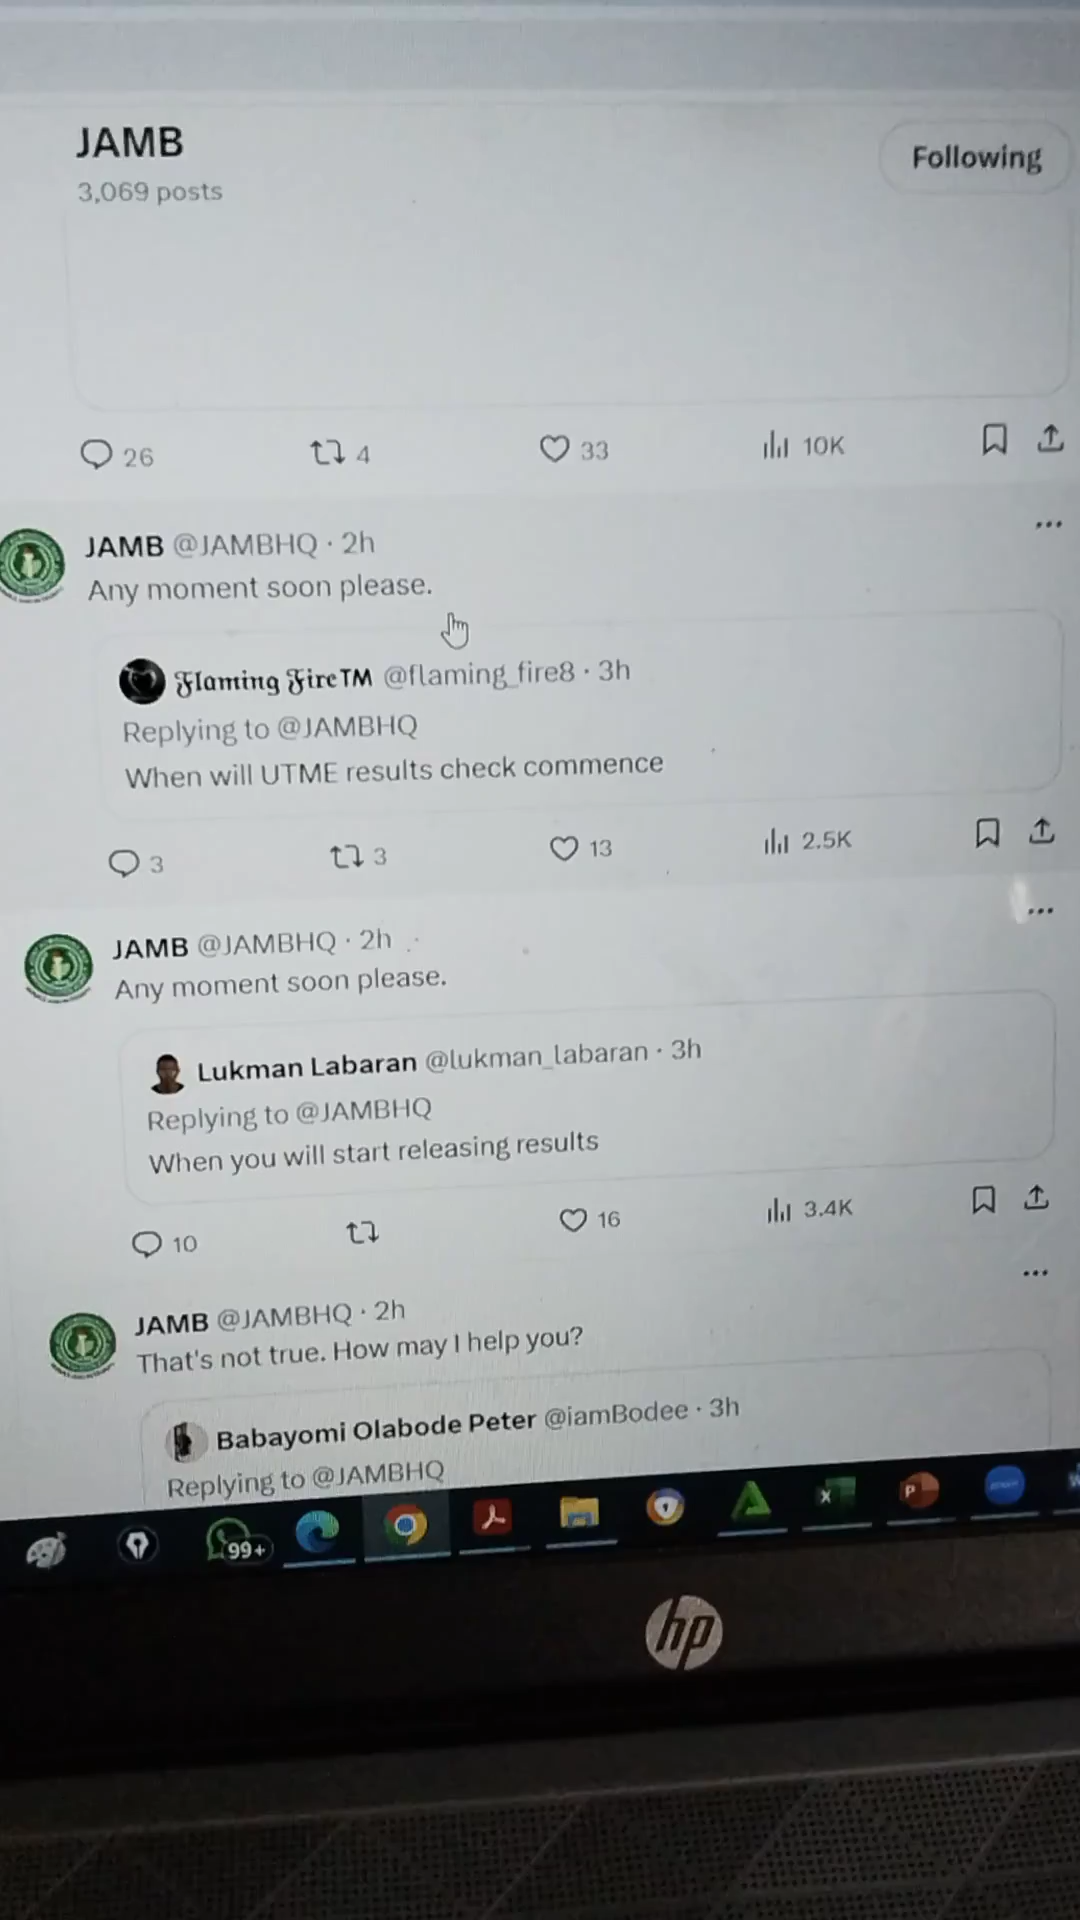 JAMB
3,069 posts
Following
26 4 33 10K
JAMB @JAMBHQ · 2h
Any moment soon please.
Flaming Fire™ @flaming_fire8 · 3h
Replying to @JAMBHQ
When will UTME results check commence
3 3 13 2.5K
JAMB @JAMBHQ · 2h
Any moment soon please.
Lukman Labaran @lukman_labaran · 3h
Replying to @JAMBHQ
When you will start releasing results
10 16 3.4K
JAMB @JAMBHQ · 2h
That's not true. How may I help you?
Babayomi Olabode Peter @iamBodee · 3h
Replying to @JAMBHQ
99+
X
P
hp